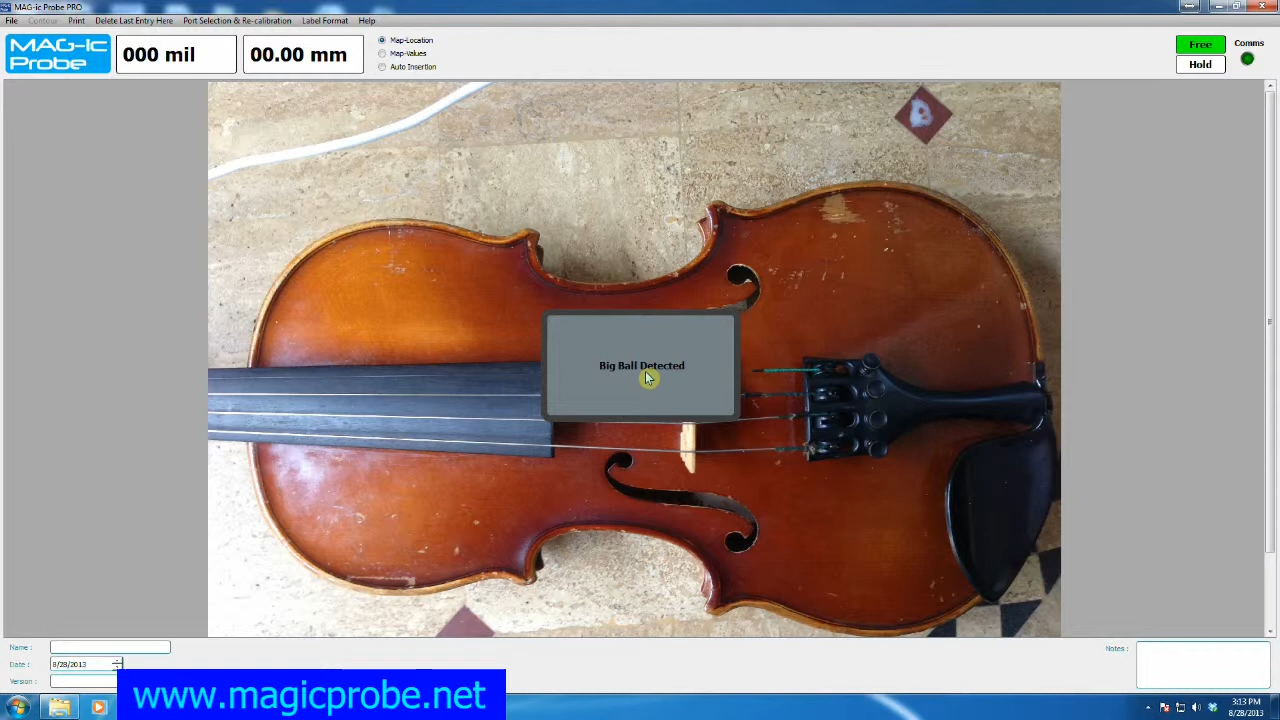 MAG-ic Probe PRO
File Contour Print Delete Last Entry Here Port Selection & Re-calibration Label Format Help
MAG-ic Probe
000 mil
00.00 mm
Map-Location
Map-Values
Auto Insertion
Free
Hold
Comms
Big Ball Detected
Name :
Date : 8/28/2013
Version :
Notes :
www.magicprobe.net
3:13 PM
8/28/2013